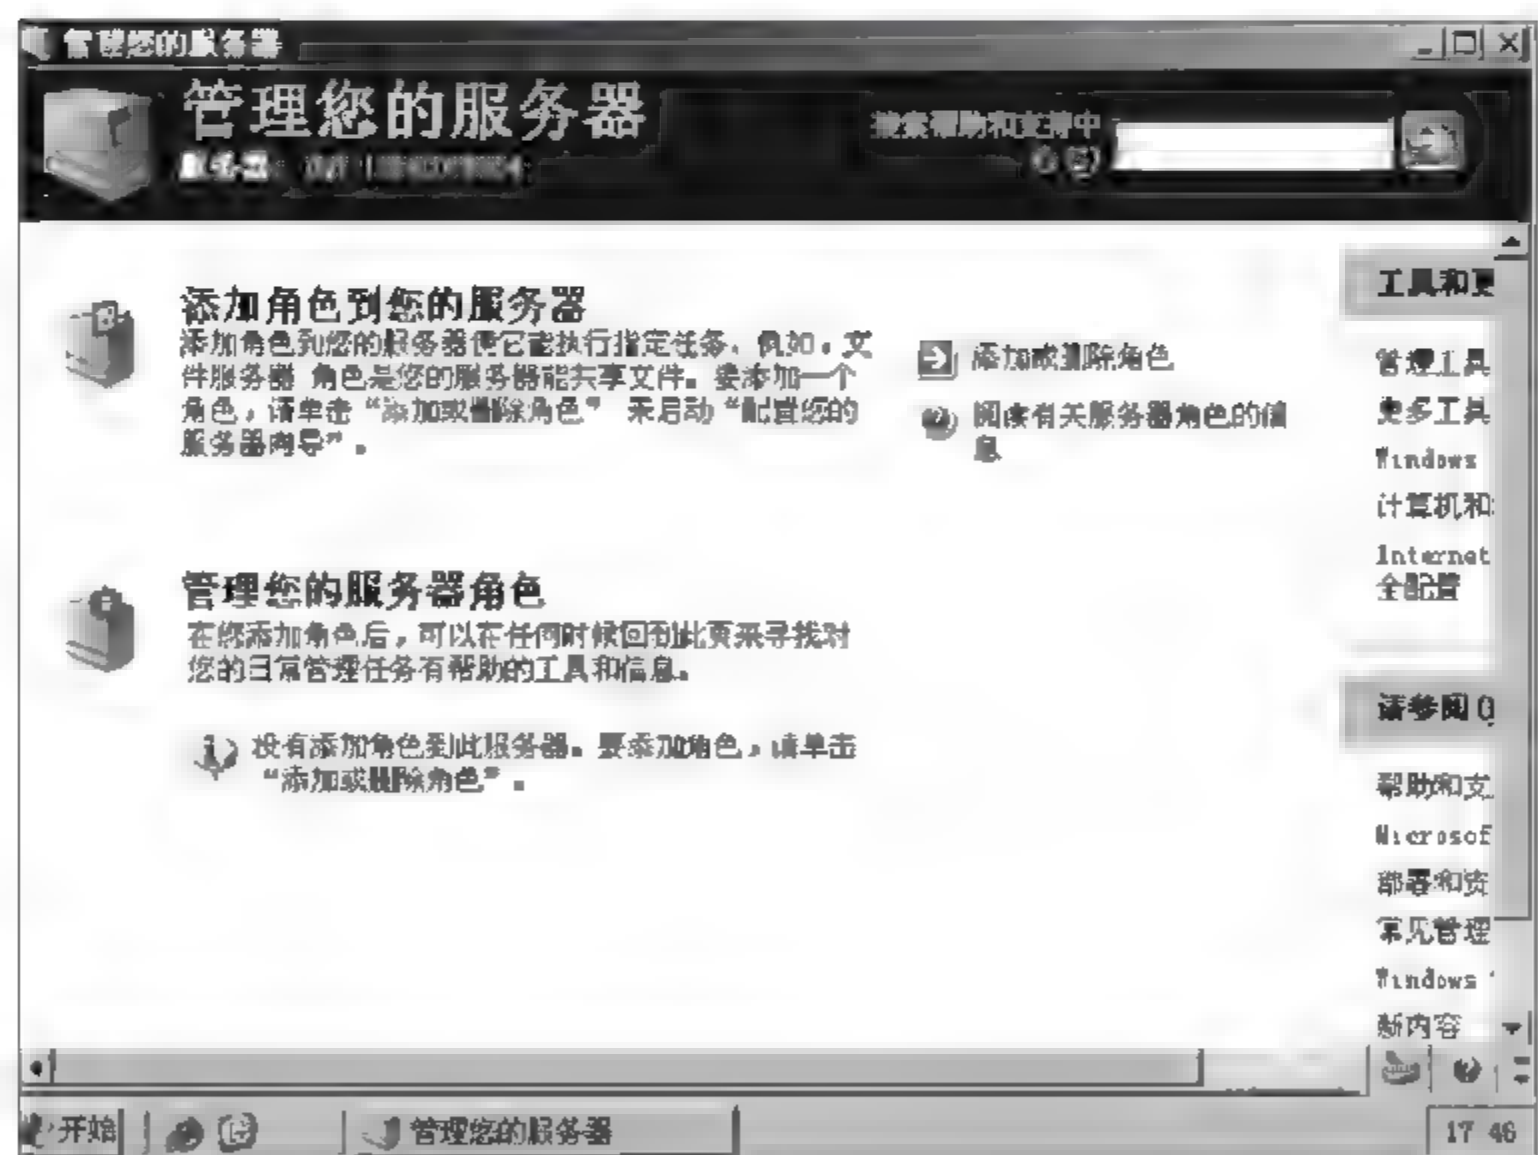 管理您的服务器
管理您的服务器
搜索帮助和支持中
心(S)
服务器:
添加角色到您的服务器
添加角色到您的服务器使它能执行指定任务。例如，文
件服务器 角色是您的服务器能共享文件。要添加一个
角色，请单击“添加或删除角色” 来启动“配置您的
服务器向导”。
添加或删除角色
阅读有关服务器角色的信
息
管理您的服务器角色
在您添加角色后，可以在任何时候回到此页来寻找对
您的日常管理任务有帮助的工具和信息。
没有添加角色到此服务器。要添加角色，请单击
“添加或删除角色”。
工具和更
管理工具
更多工具
Windows
计算机和
Internet
全配置
请参阅
帮助和支
Microsof
部署和资
常见管理
Windows
新内容
开始
管理您的服务器
17 46